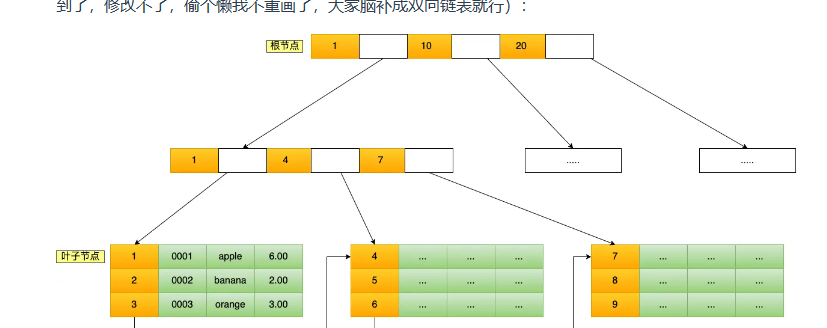 到了，修改不了，偷个懒我不重画了，大家脑补成双向链表就行）：
根节点 1 10 20
1 4 7 ..... .....
叶子节点 1 0001 apple 6.00 4 ... ... ... 7 ... ... ...
2 0002 banana 2.00 5 ... ... ... 8 ... ... ...
3 0003 orange 3.00 6 ... ... ... 9 ... ... ...